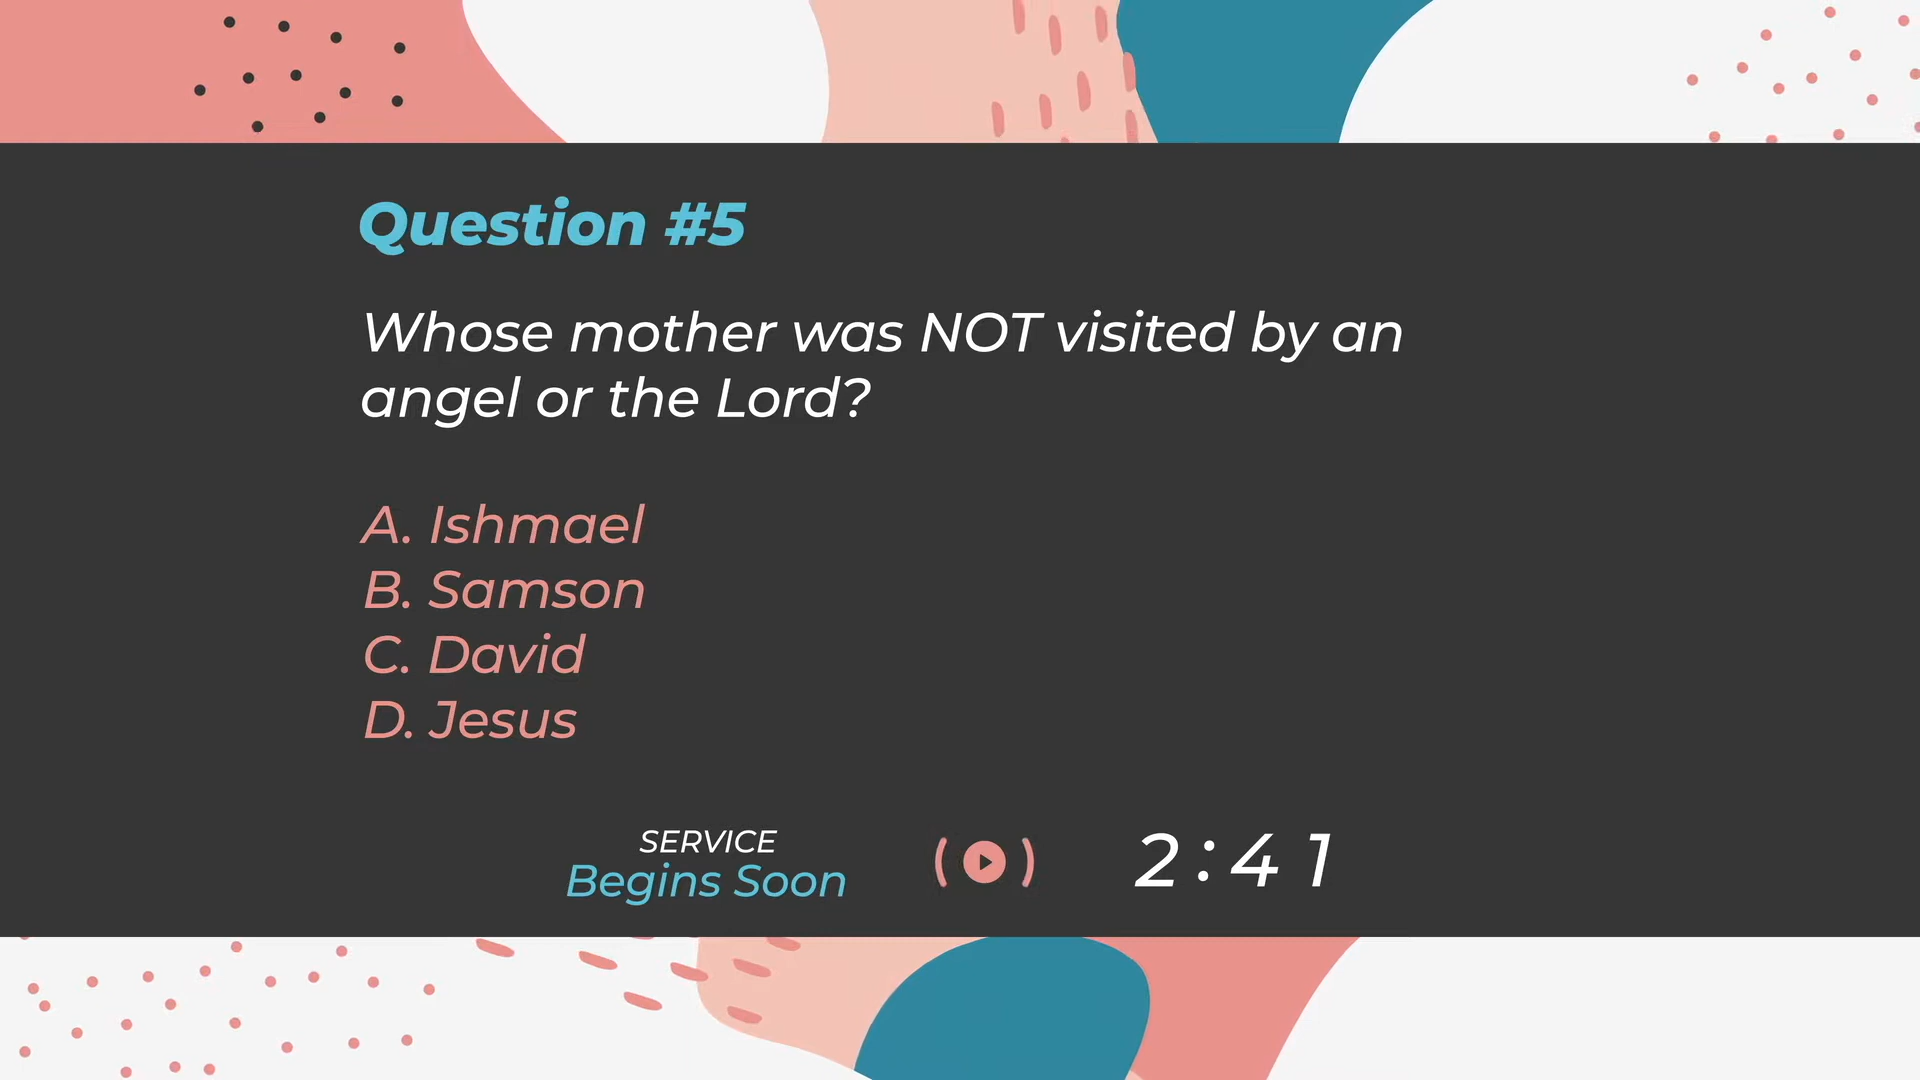 Question #5
Whose mother was NOT visited by an
angel or the Lord?
A. Ishmael
B. Samson
C. David
D. Jesus
SERVICE
Begins Soon
2:41